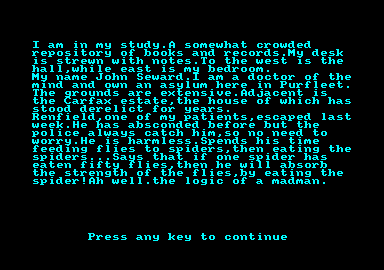 I am in my study.A somewhat crowded
repository of books and records.My desk
is strewn with notes.To the west is the
hall,while east is my bedroom.
My name John Seward.I am a doctor of the
mind and own an asylum here in Purfleet.
The grounds are extensive.Adjacent is
the Carfax estate,the house of which has
stood derelict for years.
Renfield,one of my patients,escaped last
week.He has absconded before but the
police always catch him,so no need to
worry.He is harmless.Spends his time
feeding flies to spiders,then eating the
spiders...Says that if one spider has
eaten fifty flies,then he will absorb
the strength of the flies,by eating the
spider!Ah well.the logic of a madman.
Press any key to continue